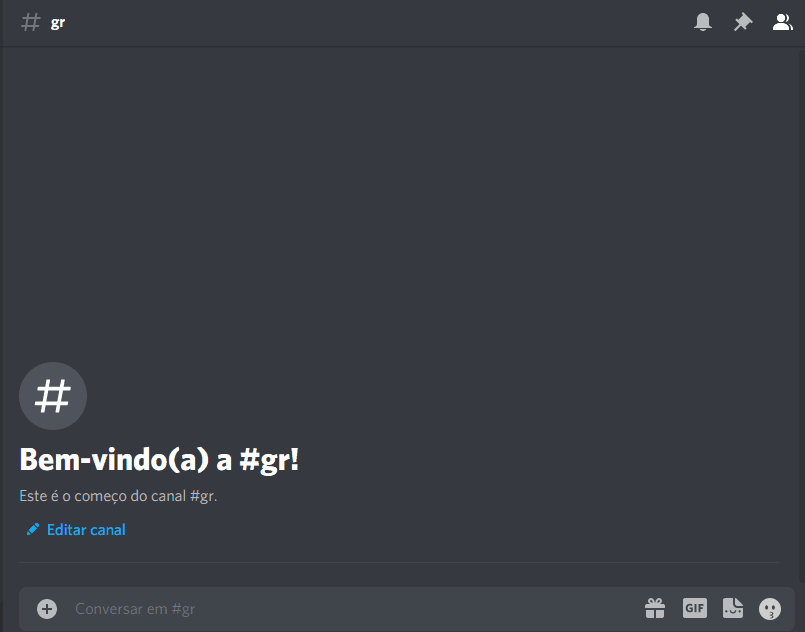 # gr
Bem-vindo(a) a #gr!
Este é o começo do canal #gr.
Editar canal
Conversar em #gr
GIF